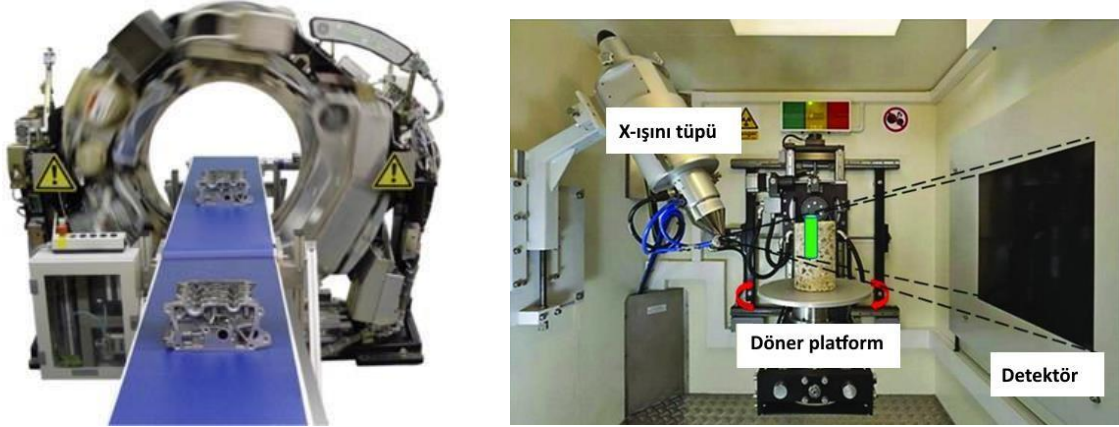 X-ışını tüpü
Döner platform
Detektör